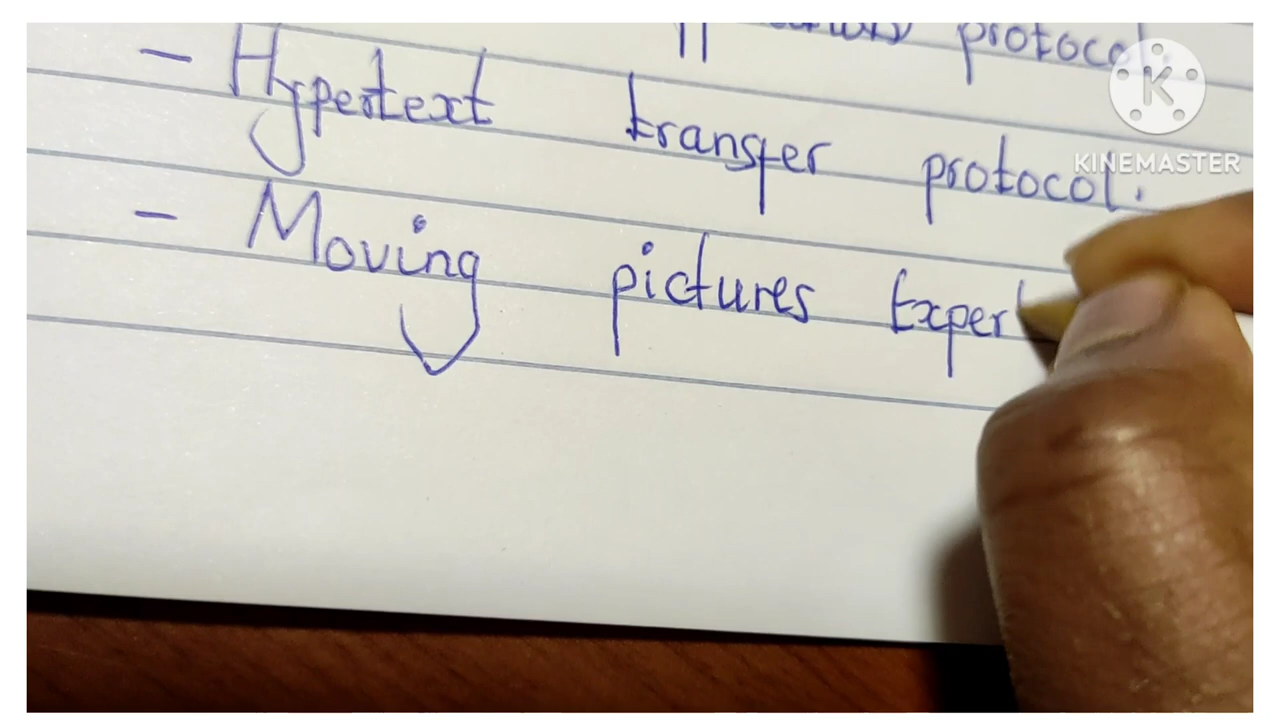 protocol.
- Hypertext transfer protocol.
- Moving pictures Expert
KINEMASTER